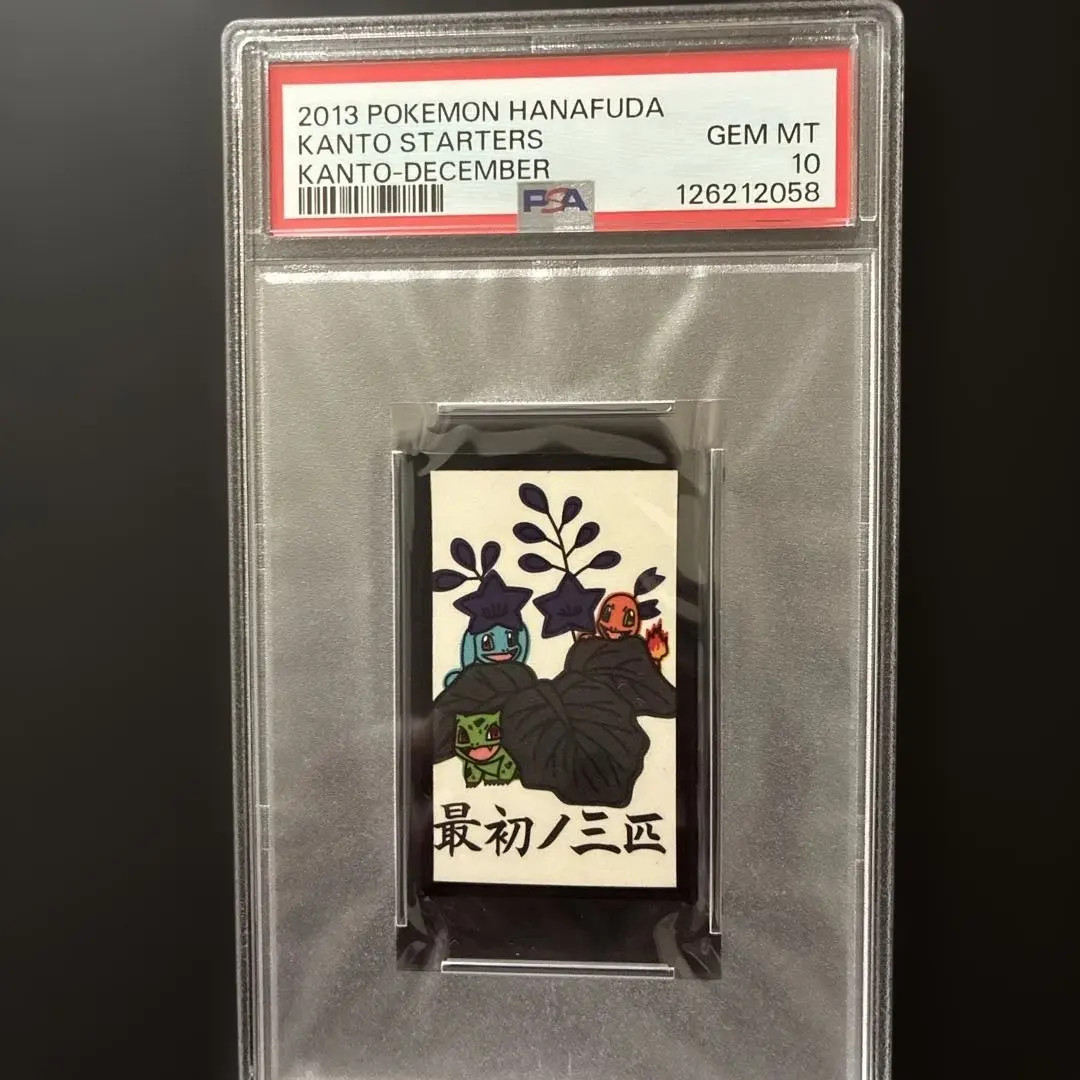 2013 POKEMON HANAFUDA
KANTO STARTERS
GEM MT
KANTO-DECEMBER
10
126212058
PSA
最初ノ三匹